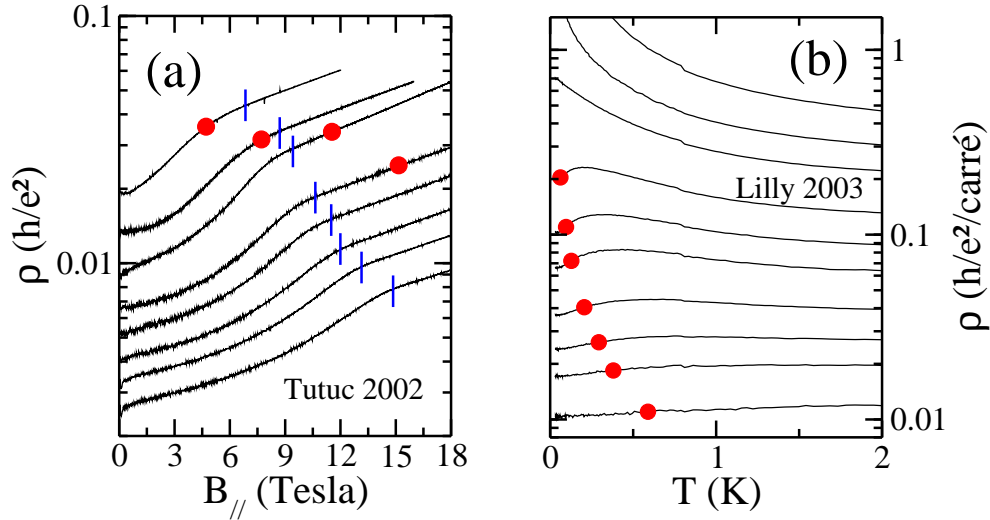 0.1
(a)
ρ (h/e²)
0.01
Tutuc 2002
0 3 6 9 12 15 18
B// (Tesla)
(b)
1
Lilly 2003
0.1
ρ (h/e²/carré)
0.01
0 1 2
T (K)